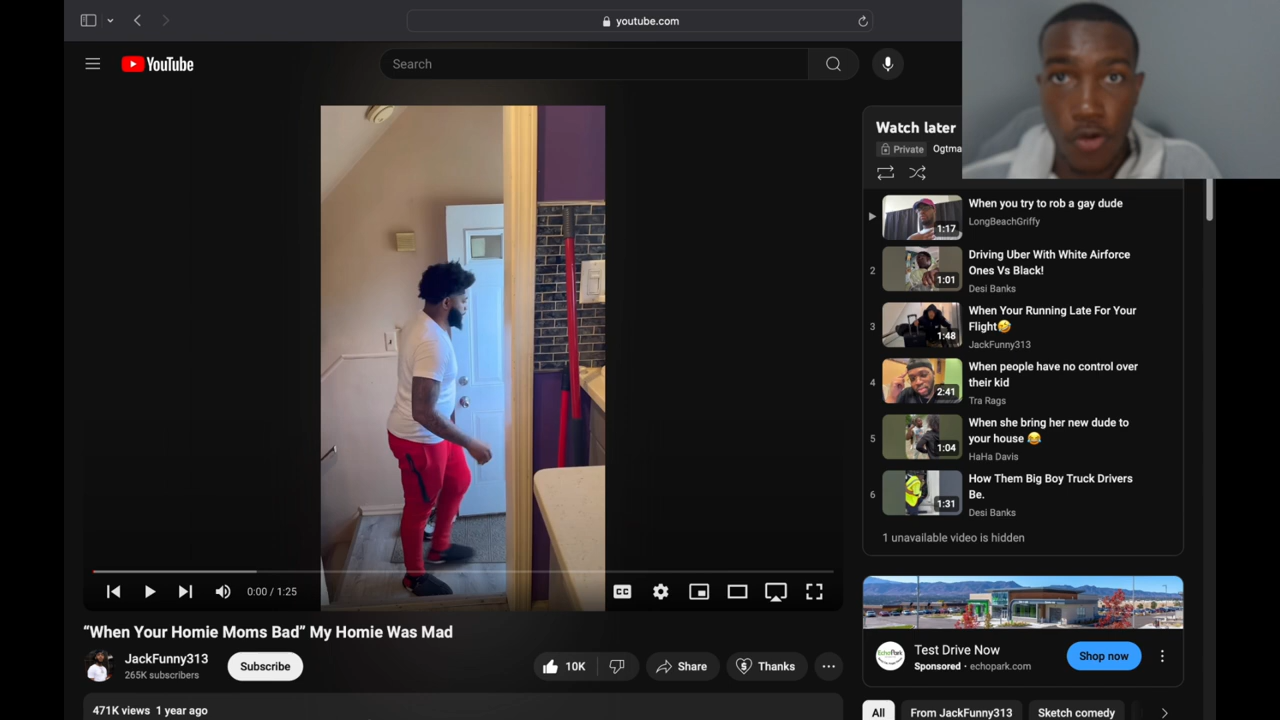 youtube.com
YouTube
Search
Watch later
Private Ogtma
When you try to rob a gay dude
LongBeachGriffy
1:17
2
Driving Uber With White Airforce
Ones Vs Black!
Desi Banks
1:01
3
When Your Running Late For Your
Flight🤣
JackFunny313
1:48
4
When people have no control over
their kid
Tra Rags
2:41
5
When she bring her new dude to
your house 😂
HaHa Davis
1:04
6
How Them Big Boy Truck Drivers
Be.
Desi Banks
1:31
1 unavailable video is hidden
0:00 / 1:25
CC
“When Your Homie Moms Bad” My Homie Was Mad
JackFunny313
265K subscribers
Subscribe
10K
Share
Thanks
471K views 1 year ago
EchoPark
Test Drive Now
Sponsored · echopark.com
Shop now
All
From JackFunny313
Sketch comedy